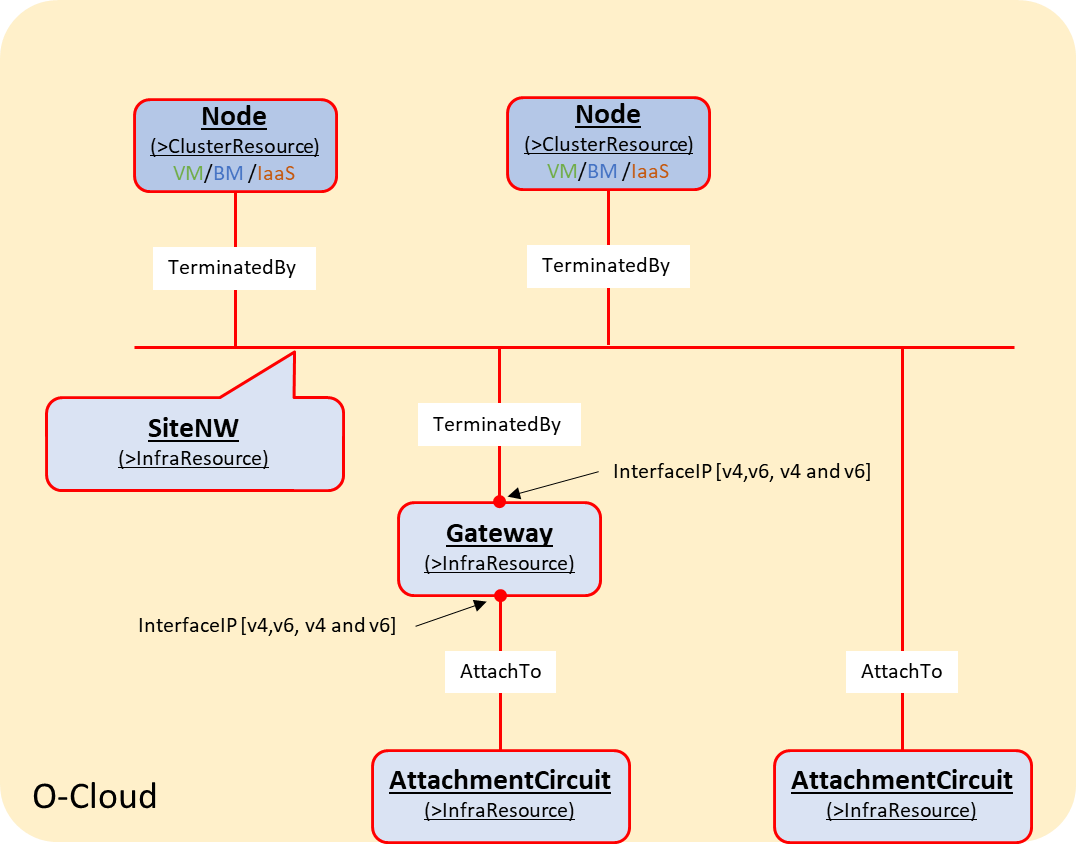 Node
(>ClusterResource)
VM/BM /IaaS
Node
(>ClusterResource)
VM/BM /IaaS
TerminatedBy
TerminatedBy
SiteNW
(>InfraResource)
TerminatedBy
InterfaceIP [v4,v6, v4 and v6]
Gateway
(>InfraResource)
InterfaceIP [v4,v6, v4 and v6]
AttachTo
AttachTo
AttachmentCircuit
(>InfraResource)
AttachmentCircuit
(>InfraResource)
O-Cloud